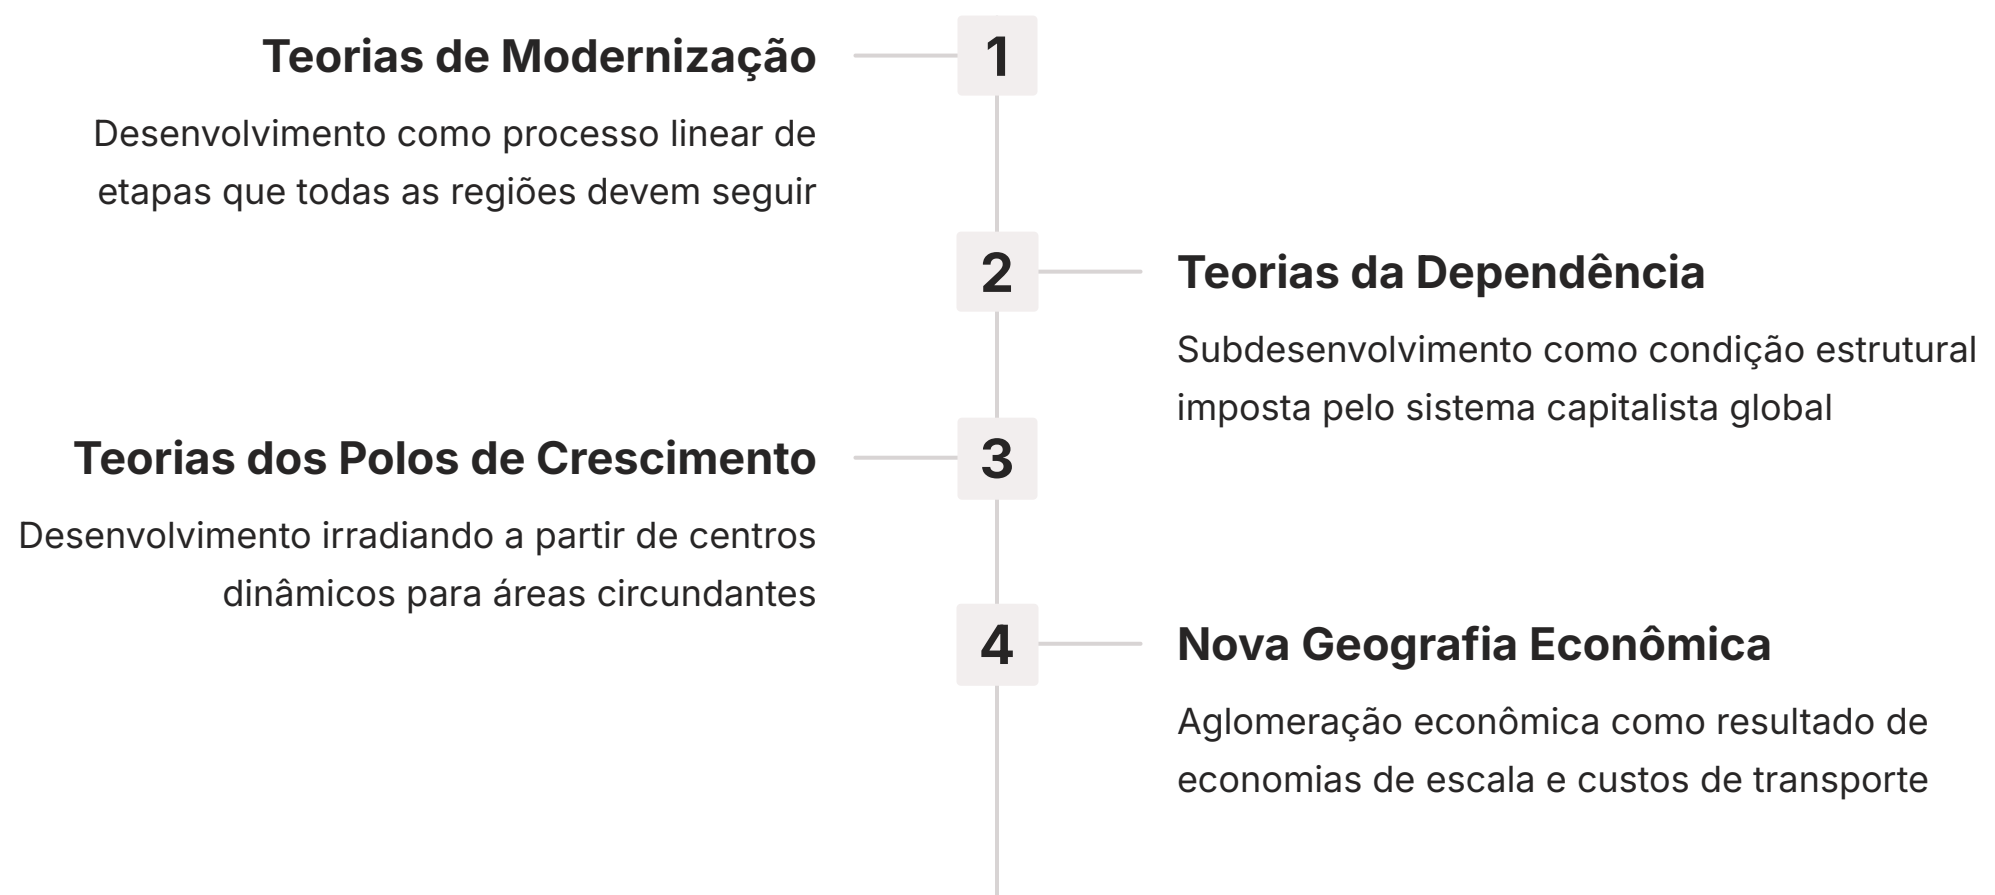 1
Teorias de Modernização
Desenvolvimento como processo linear de
etapas que todas as regiões devem seguir
2
Teorias da Dependência
Subdesenvolvimento como condição estrutural
imposta pelo sistema capitalista global
3
Teorias dos Polos de Crescimento
Desenvolvimento irradiando a partir de centros
dinâmicos para áreas circundantes
4
Nova Geografia Econômica
Aglomeração econômica como resultado de
economias de escala e custos de transporte